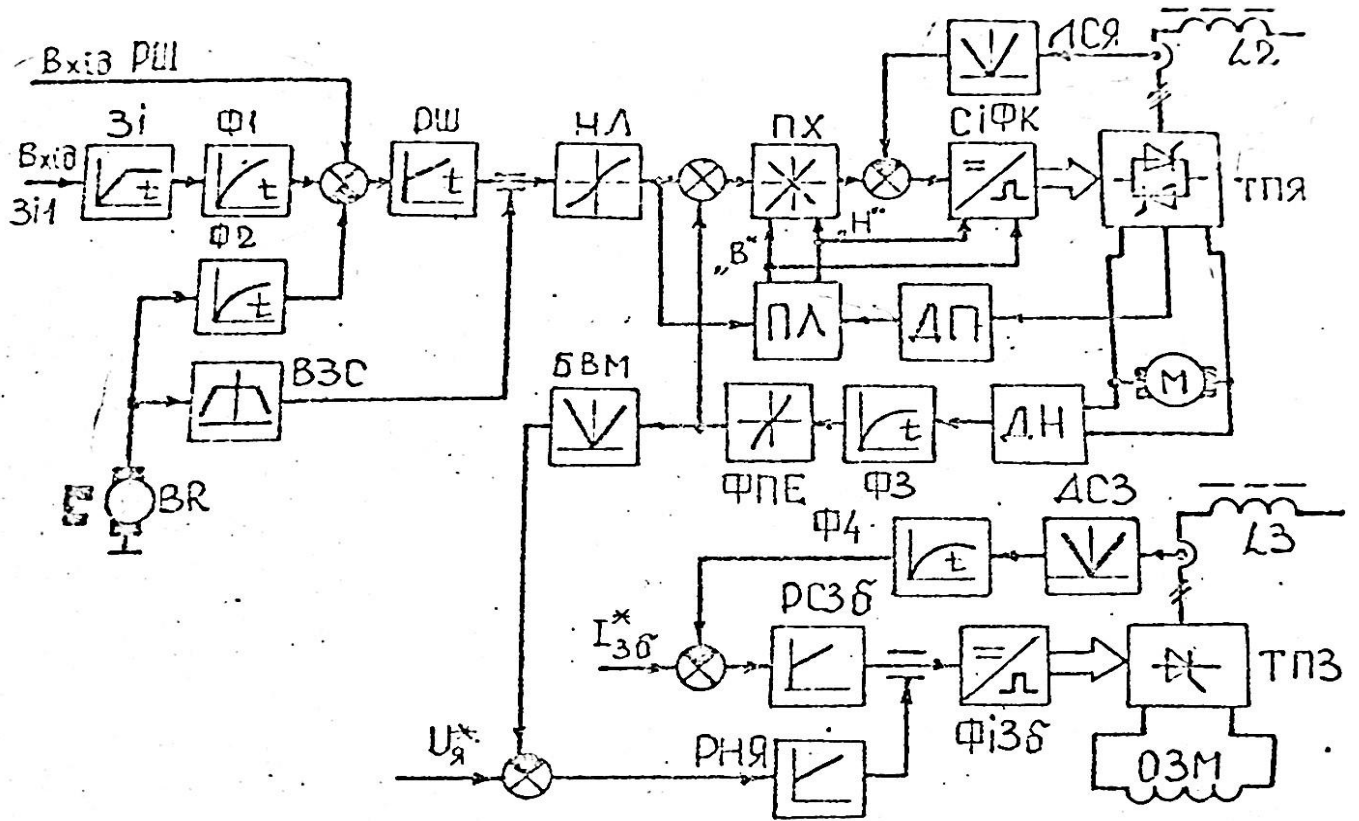 Вхід РШ
ДСЯ
L2
Зі
Ф1
РШ
НЛ
ПХ
СіФК
Вхід
Зі1
t
t
t
ТПЯ
Ф2
t
„В“
„Н“
ПЛ
ДП
ВЗС
БВМ
М
ДН
t
ФПЕ
Ф3
ДСЗ
BR
Ф4
t
L3
РСЗб
I*зб
ТПЗ
ФіЗб
U*я
РНЯ
ОЗМ